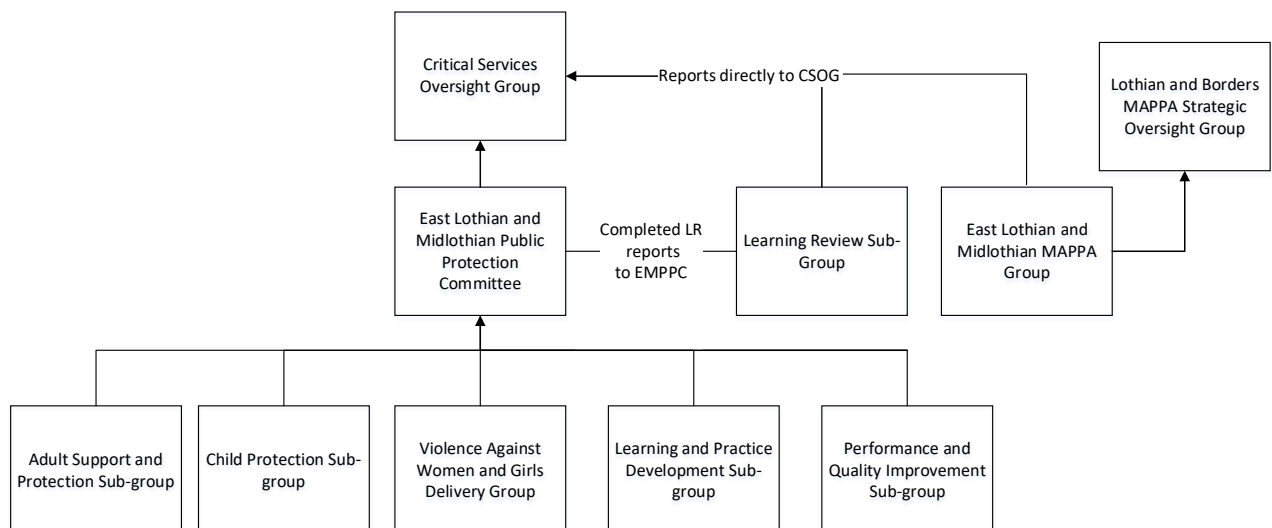 Critical Services
Oversight Group
Reports directly to CSOG
Lothian and Borders
MAPPA Strategic
Oversight Group
East Lothian and
Midlothian Public
Protection
Committee
Completed LR
reports
to EMPPC
Learning Review Sub-
Group
East Lothian and
Midlothian MAPPA
Group
Adult Support and
Protection Sub-group
Child Protection Sub-
group
Violence Against
Women and Girls
Delivery Group
Learning and Practice
Development Sub-
group
Performance and
Quality Improvement
Sub-group